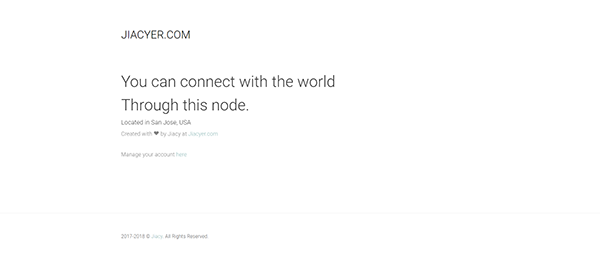 JIACYER.COM
You can connect with the world
Through this node.
Located in San Jose, USA
Created with ♥ by Jiacy at Jiacyer.com
Manage your account here
2017-2018 © Jiacy. All Rights Reserved